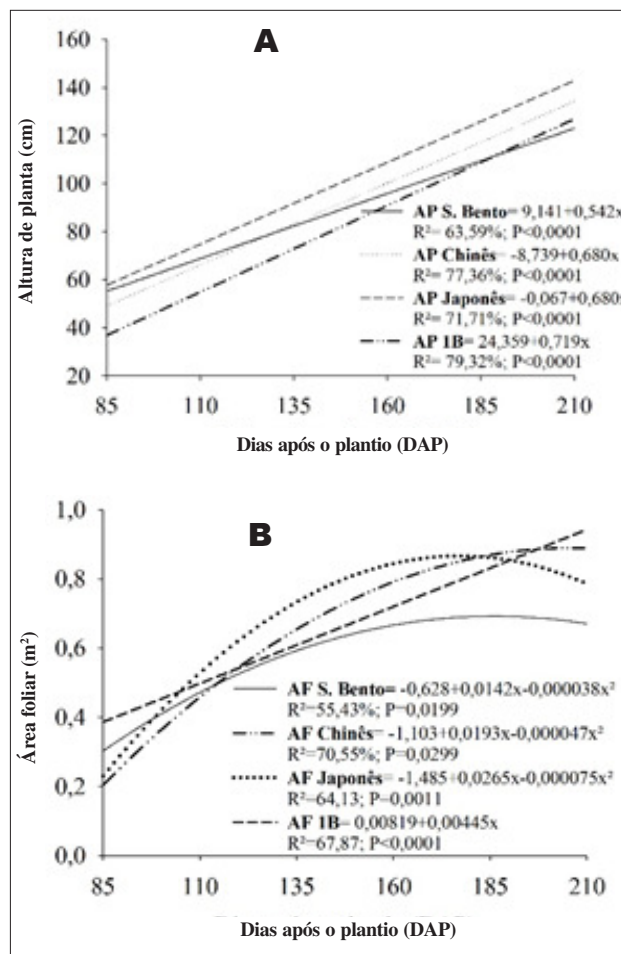 A
160
140
120
100
80
60
40
20
Altura de planta (cm)
AP S. Bento= 9,141+0,542x
R²= 63,59%; P<0,0001
AP Chinês= -8,739+0,680x
R²= 77,36%; P<0,0001
AP Japonês= -0,067+0,680x
R²= 71,71%; P<0,0001
AP 1B= 24,359+0,719x
R²= 79,32%; P<0,0001
85 110 135 160 185 210
Dias após o plantio (DAP)
B
1,0
0,8
0,6
0,4
0,2
0,0
Área foliar (m²)
AF S. Bento= -0,628+0,0142x-0,000038x²
R²=55,43%; P=0,0199
AF Chinês= -1,103+0,0193x-0,000047x²
R²=70,55%; P=0,0299
AF Japonês= -1,485+0,0265x-0,000075x²
R²=64,13; P=0,0011
AF 1B= 0,00819+0,00445x
R²=67,87; P<0,0001
85 110 135 160 185 210
Dias após o plantio (DAP)